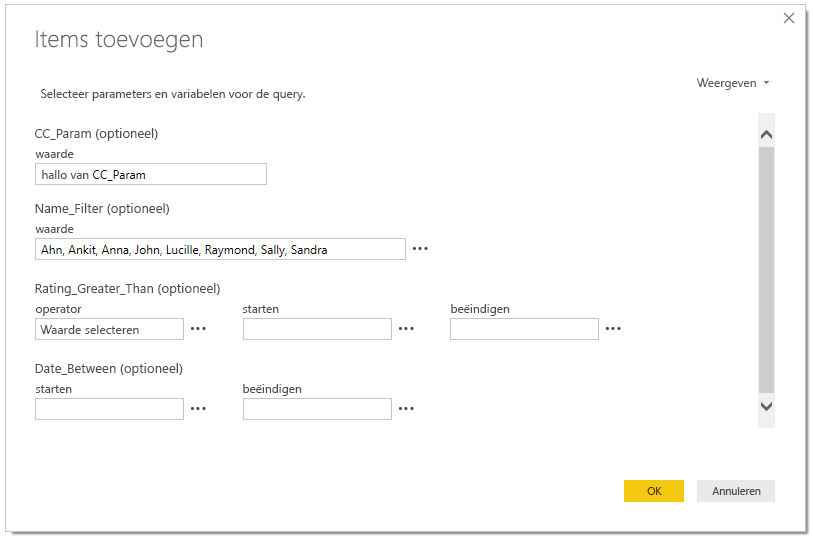 Items toevoegen
Weergeven
Selecteer parameters en variabelen voor de query.
CC_Param (optioneel)
waarde
hallo van CC_Param
Name_Filter (optioneel)
waarde
Ahn, Ankit, Anna, John, Lucille, Raymond, Sally, Sandra
Rating_Greater_Than (optioneel)
operator starten beëindigen
Waarde selecteren
Date_Between (optioneel)
starten beëindigen
OK Annuleren